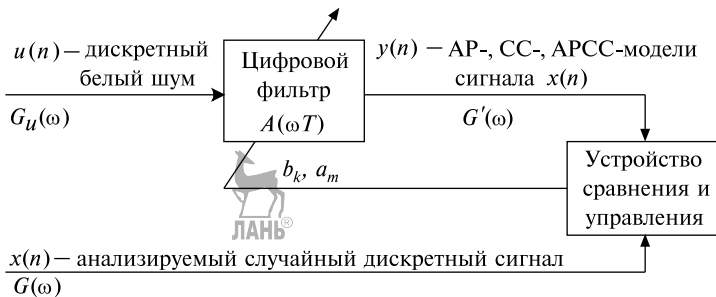 u(n) – дискретный
белый шум
G_u(ω)
Цифровой
фильтр
A(ωT)
y(n) – АР-, СС-, АРСС-модели
сигнала x(n)
G′(ω)
b_k, a_m
Устройство
сравнения и
управления
ЛАНЬ®
x(n) – анализируемый случайный дискретный сигнал
G(ω)